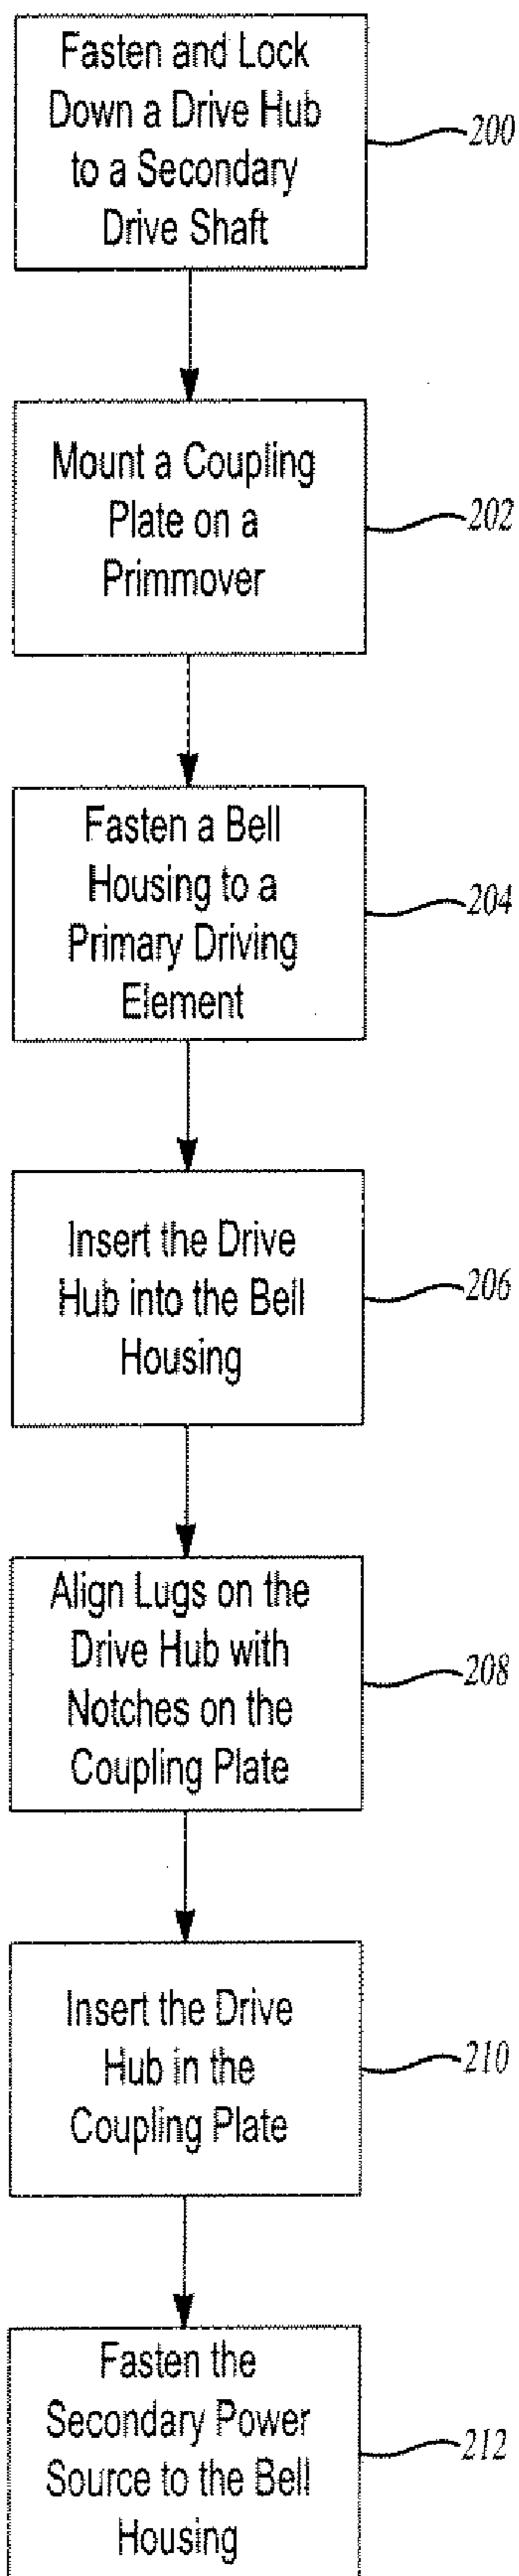 Fasten and Lock
Down a Drive Hub
to a Secondary
Drive Shaft
200
Mount a Coupling
Plate on a
Primmover
202
Fasten a Bell
Housing to a
Primary Driving
Element
204
Insert the Drive
Hub into the Bell
Housing
206
Align Lugs on the
Drive Hub with
Notches on the
Coupling Plate
208
Insert the Drive
Hub in the
Coupling Plate
210
Fasten the
Secondary Power
Source to the Bell
Housing
212